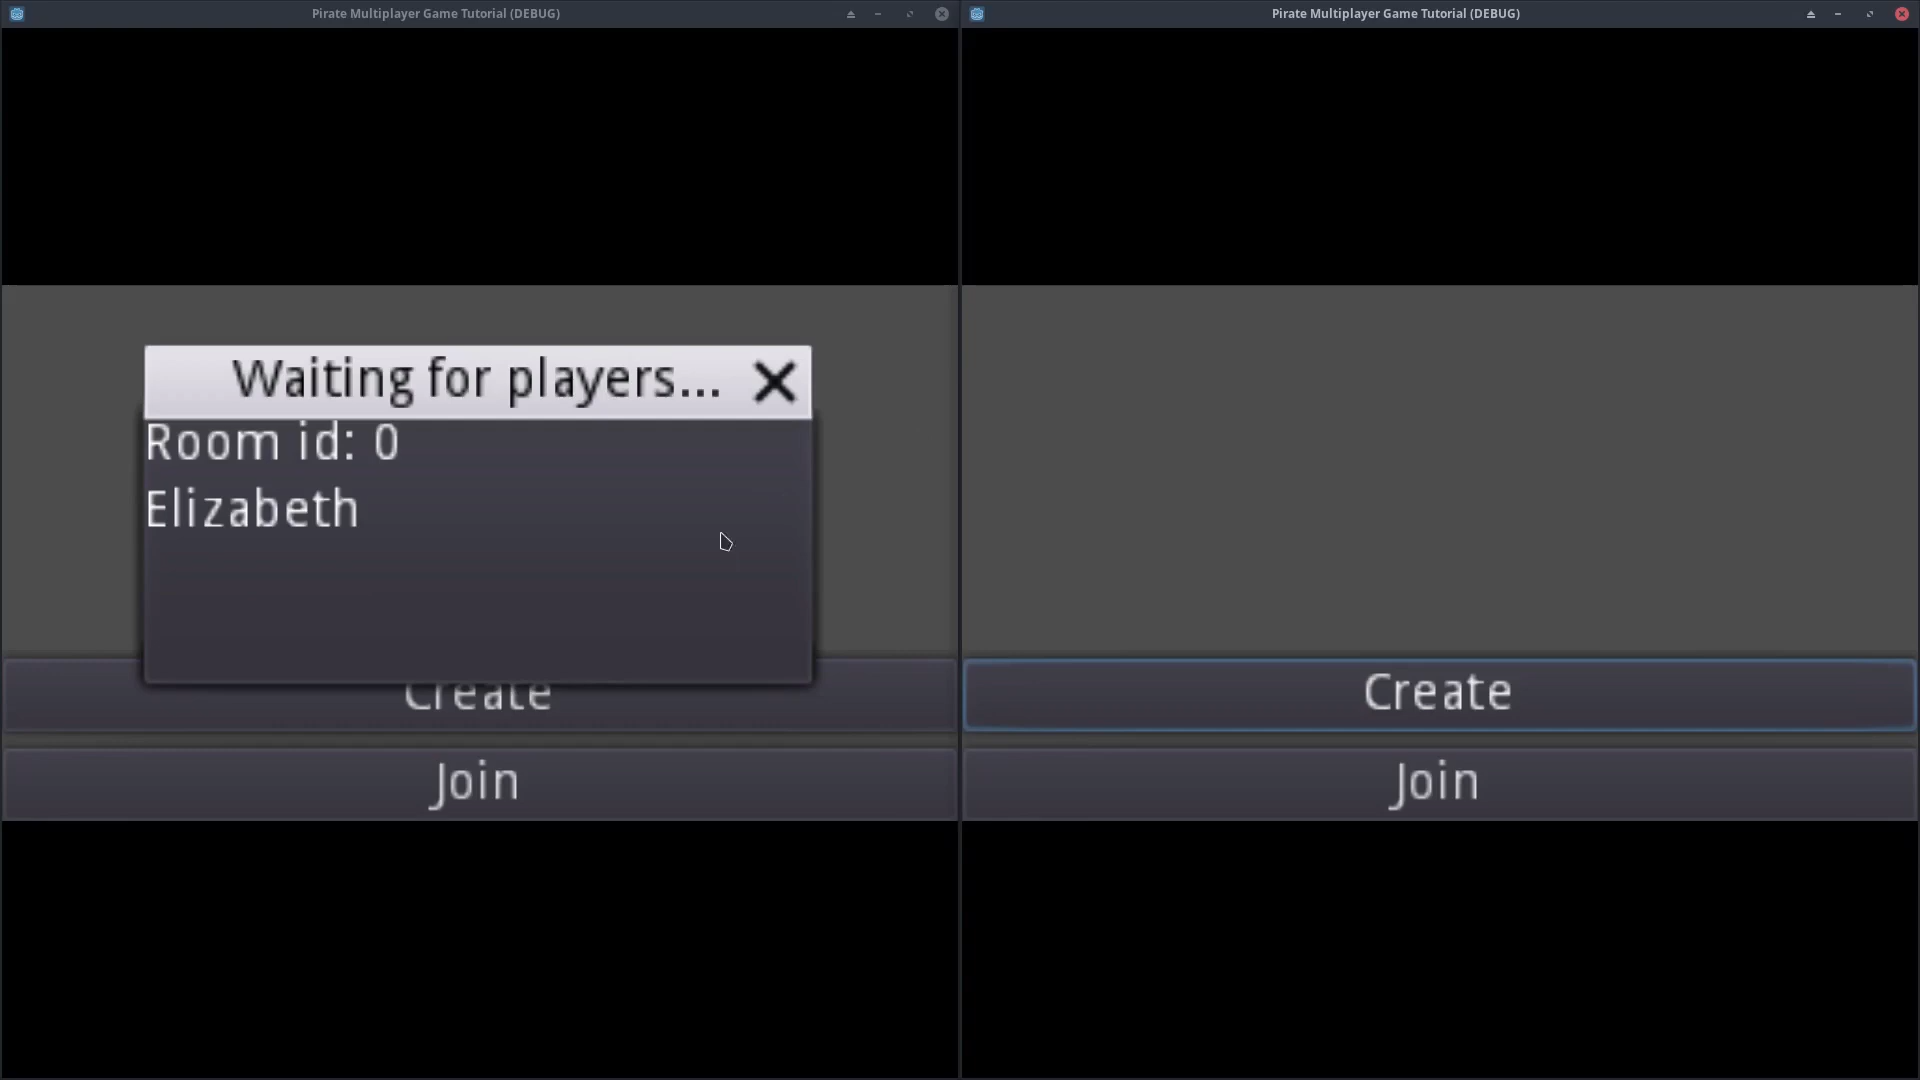 Pirate Multiplayer Game Tutorial (DEBUG)
Waiting for players...
Room id: 0
Elizabeth
Create
Join
Pirate Multiplayer Game Tutorial (DEBUG)
Create
Join